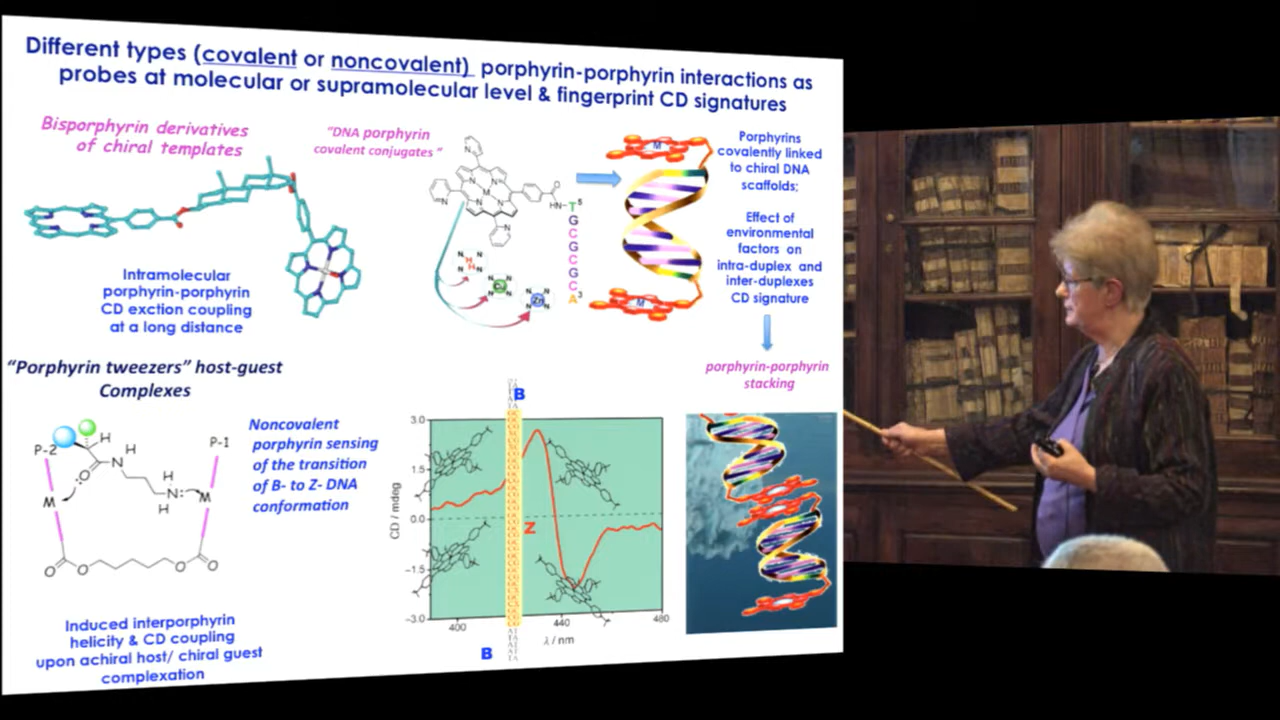 Different types (covalent or noncovalent) porphyrin-porphyrin interactions as
probes at molecular or supramolecular level & fingerprint CD signatures
Bisporphyrin derivatives
of chiral templates
Intramolecular
porphyrin-porphyrin
CD exction coupling
at a long distance
"DNA porphyrin
covalent conjugates"
N
N
N
N
N
N
N
N
M
O
HN
T 5
G
C
G
C
G
C
A 3
Zn
M
M
Porphyrins
covalently linked
to chiral DNA
scaffolds:
Effect of
environmental
factors on
intra-duplex and
inter-duplexes
CD signature
porphyrin-porphyrin
stacking
"Porphyrin tweezers" host-guest
Complexes
P-2
H
H
N
O
H
N:
H
P-1
M
M
O
O
O
O
Noncovalent
porphyrin sensing
of the transition
of B- to Z- DNA
conformation
Induced interporphyrin
helicity & CD coupling
upon achiral host/ chiral guest
complexation
B
3.0
1.5
0.0
-1.5
-3.0
CD / mdeg
Z
400
440
480
λ / nm
B